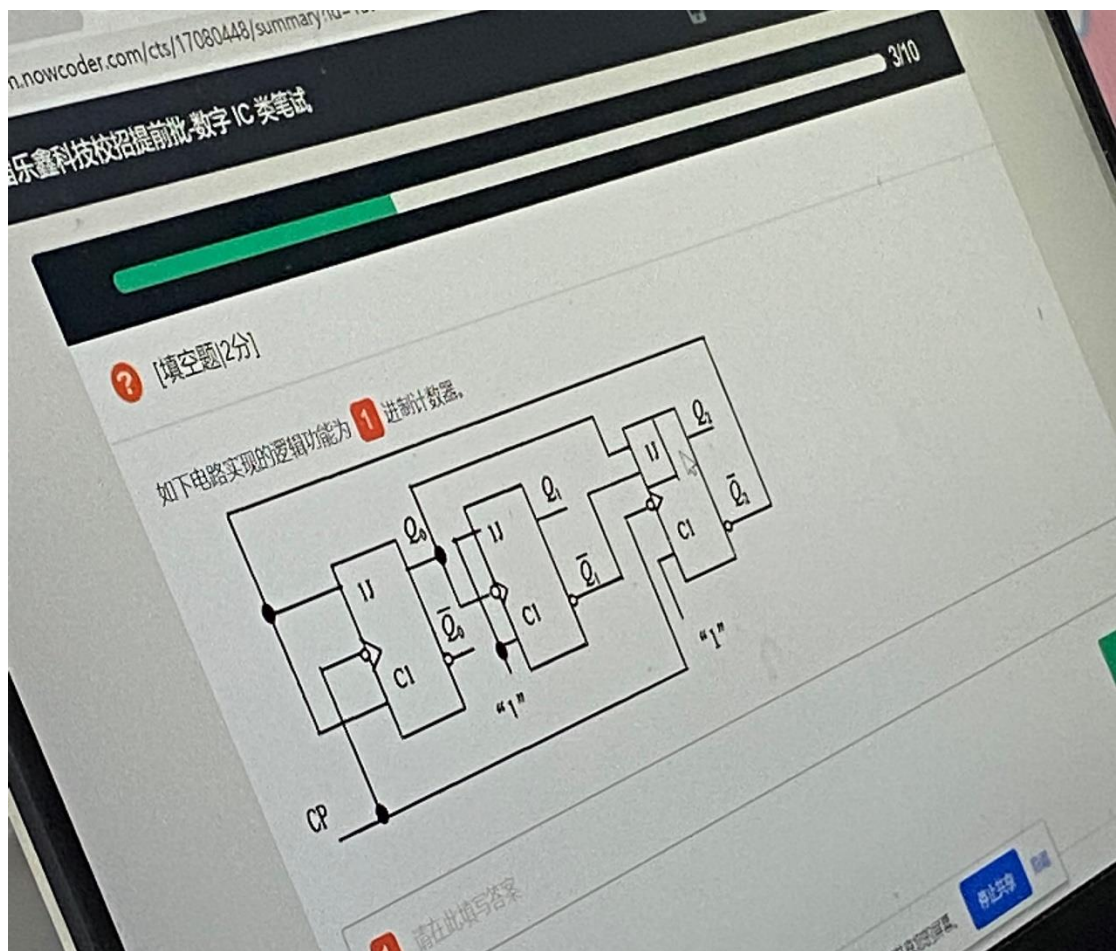 n.nowcoder.com/cts/17080448/summary?id=
乐鑫科技校招提前批-数字 IC 类笔试
3/10
? [填空题|2分]
如下电路实现的逻辑功能为 1 进制计数器。
Q₀
1J
C1
Q̅₀
Q₁
1J
C1
Q̅₁
"1"
Q₂
1J
C1
Q̅₂
"1"
CP
1 请在此填写答案
停止共享